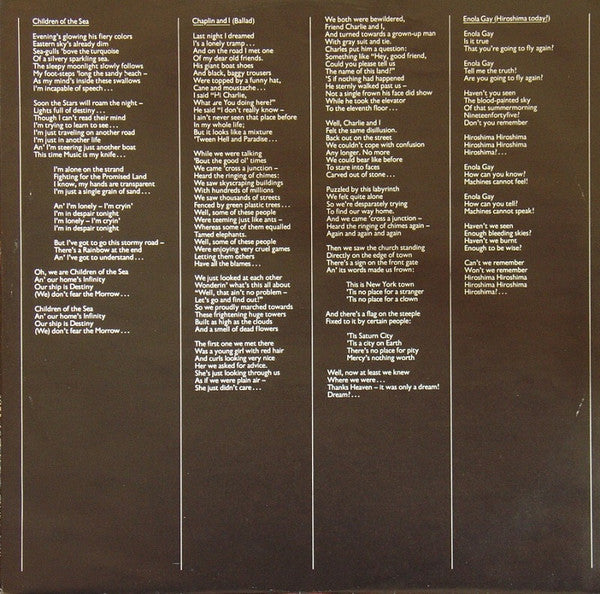 Children of the Sea
Evening's glowing his fiery colors
Eastern sky's already dim
Sea-gulls 'bove the turquoise
Of a silvery sparkling sea.
The sleepy moonlight slowly follows
My foot-steps 'long the sandy beach –
As my mind's inside these swallows
I'm incapable of speech...
Soon the Stars will roam the night –
Lights full of destiny...
Though I can't read their mind
I'm trying to learn to see...
I'm just traveling on another road
I'm just in another life
An' I'm steering just another boat
This time Music is my knife...
I'm alone on the strand
Fighting for the Promised Land
I know, my hands are transparent
I'm just a single grain of sand...
An' I'm lonely – I'm cryin'
I'm in despair tonight
I'm lonely – I'm cryin'
I'm in despair tonight
But I've got to go this stormy road –
There's a Rainbow at the end
An' I've got to understand...
Oh, we are Children of the Sea
An' our home's Infinity
Our ship is Destiny
(We) don't fear the Morrow...
Children of the Sea
An' our home's Infinity
Our ship is Destiny
(We) don't fear the Morrow...
Chaplin and I (Ballad)
Last night I dreamed
I's a lonely tramp...
And on the road I met one
Of my dear old friends.
His giant boat shoes
And black, baggy trousers
Were topped by a funny hat,
Cane and moustache...
I said "Hi Charlie,
What are You doing here?"
He said "I don't really know –
I ain't never seen that place before
In my whole life;
But it looks like a mixture
'Tween Hell and Paradise...
While we were talking
'Bout the good ol' times
We came 'cross a junction –
Heard the ringing of chimes:
We saw skyscraping buildings
With hundreds of millions
We saw thousands of streets
Fenced by green plastic trees...
Well, some of these people
Were teeming just like ants –
Whereas some of them equalled
Tamed elephants.
Well, some of these people
Were enjoying very cruel games
Letting them others
Have all the blames...
We just looked at each other
Wonderin' what's this all about
"Well, that ain't no problem –
Let's go and find out!"
So we proudly marched towards
These frightening huge towers
Built as high as the clouds
And a smell of dead flowers
The first one we met there
Was a young girl with red hair
And curls looking very nice
Her we asked for advice.
She's just looking through us
As if we were plain air –
She just didn't care...
We both were bewildered,
Friend Charlie and I,
And turned towards a grown-up man
With gray suit and tie.
Charles put him a question:
Something like "Hey, good friend,
Could you please tell us
The name of this land?"
'S if nothing had happened
He sternly walked past us –
Not a single frown his face did show
While he took the elevator
To the eleventh floor...
Well, Charlie and I
Felt the same disillusion.
Back out on the street
We couldn't cope with confusion
Any longer. No more
We could bear like before
To stare into faces
Carved out of stone...
Puzzled by this labyrinth
We felt quite alone
So we're desparately trying
To find our way home.
And we came 'cross a junction –
Heard the ringing of chimes again –
Again and again and again
Then we saw the church standing
Directly on the edge of town
There's a sign on the front gate
An' its words made us frown:
This is New York town
'Tis no place for a stranger
'Tis no place for a clown
And there's a flag on the steeple
Fixed to it by certain people:
'Tis Saturn City
'Tis a city on Earth
There's no place for pity
Mercy's nothing worth
Well, now at least we knew
Where we were...
Thanks Heaven – it was only a dream!
Dream?...
Enola Gay (Hiroshima today?)
Enola Gay
Is it true
That you're going to fly again?
Enola Gay
Tell me the truth!
Are you going to fly again?
Haven't you seen
The blood-painted sky
Of that summermorning
Nineteenfortyfive?
Don't you remember
Hiroshima Hiroshima
Hiroshima Hiroshima
Hiroshima?...
Enola Gay
How can you know?
Machines cannot feel!
Enola Gay
How can you tell?
Machines cannot speak!
Haven't we seen
Enough bleeding skies?
Haven't we burnt
Enough to be wise?
Can't we remember
Won't we remember
Hiroshima Hiroshima
Hiroshima Hiroshima
Hiroshima?...